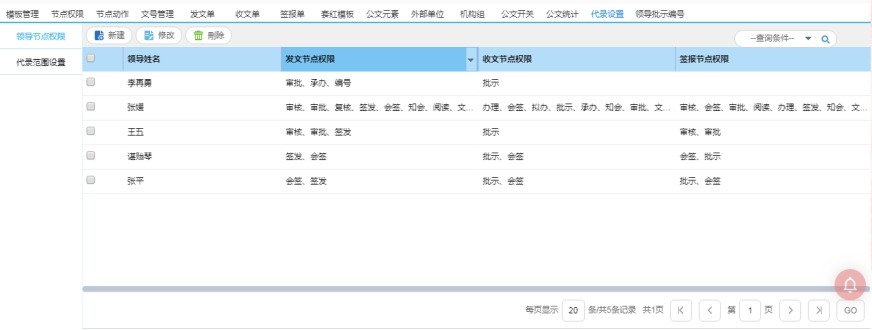 模板管理 节点权限 节点动作 文号管理 发文单 收文单 签报单 套红模板 公文元素 外部单位 机构组 公文开关 公文统计 代录设置 领导批示编号
领导节点权限 新建 修改 删除 --查询条件--
代录范围设置 领导姓名 发文节点权限 收文节点权限 签报节点权限
李再勇 审批、承办、编号 批示
张媛 审核、审批、复核、签发、会签、知会、阅读、文... 办理、会签、拟办、批示、承办、知会、审批、文... 审核、会签、审批、阅读、办理、签发、知会、文...
王五 审核、审批、签发 批示 审核、审批
谌贻琴 签发、会签 批示、会签 会签、批示
张平 会签、签发 批示、会签 批示、会签
每页显示 20 条/共5条记录 共1页 第 1 页 GO